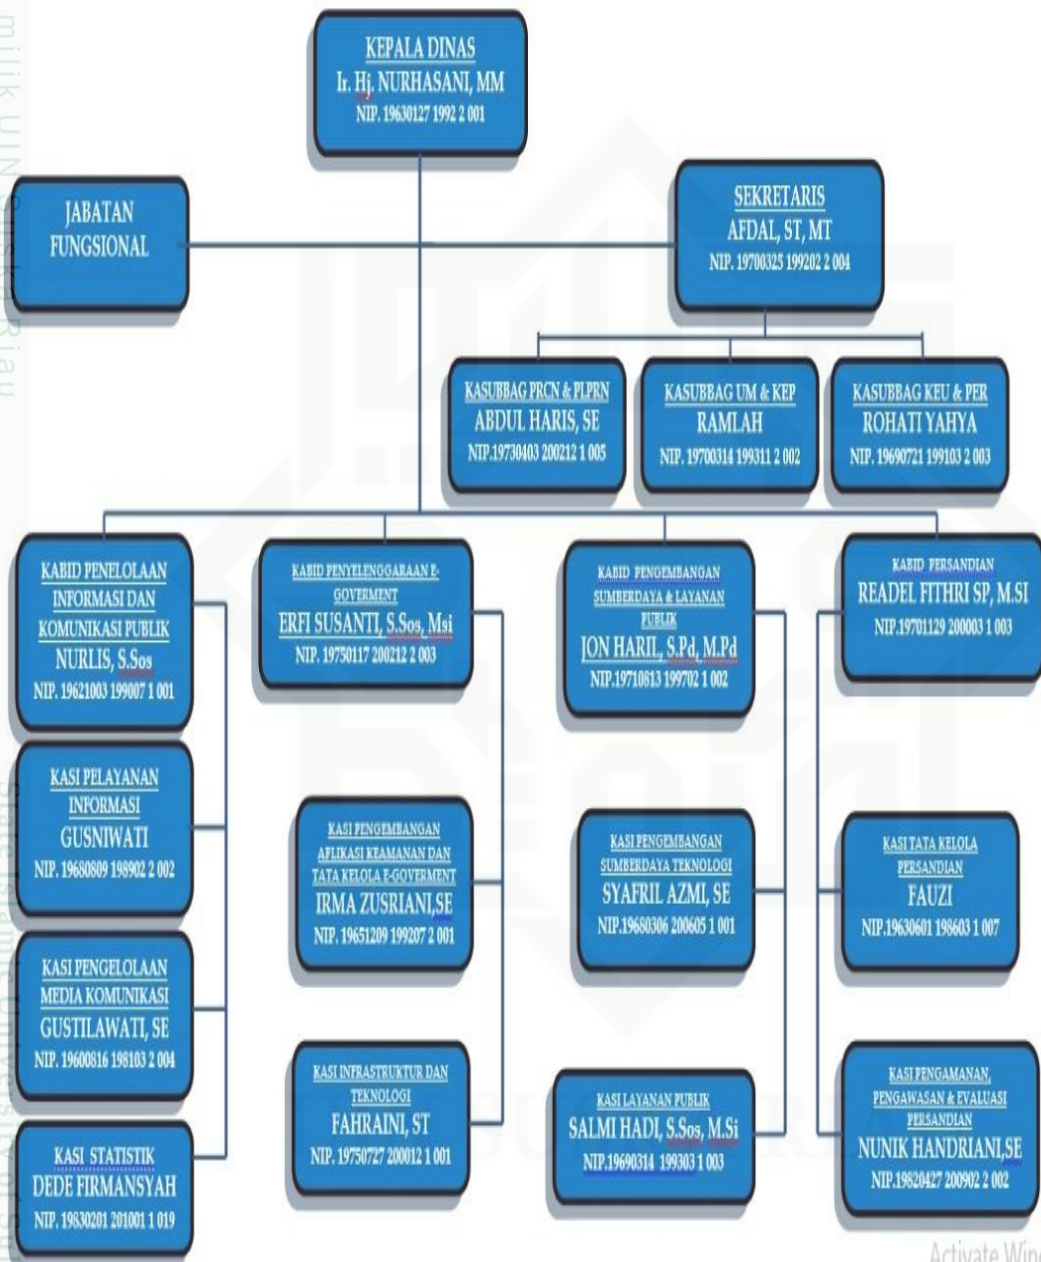 KEPALA DINAS
Ir. Hj. NURHASANI, MM
NIP. 19630127 1992 2 001
JABATAN
FUNGSIONAL
SEKRETARIS
AFDAL, ST, MT
NIP. 19700325 199202 2 004
KASUBBAG PRCN & PLPRN
ABDUL HARIS, SE
NIP.19730403 200212 1 005
KASUBBAG UM & KEP
RAMLAH
NIP. 19700314 199311 2 002
KASUBBAG KEU & PER
ROHATI YAHYA
NIP. 19690721 199103 2 003
KABID PENELOLAAN
INFORMASI DAN
KOMUNIKASI PUBLIK
NURLIS, S.Sos
NIP. 19621003 199007 1 001
KASI PELAYANAN
INFORMASI
GUSNIWATI
NIP. 19680809 198902 2 002
KASI PENGELOLAAN
MEDIA KOMUNIKASI
GUSTILAWATI, SE
NIP. 19600816 198103 2 004
KASI STATISTIK
DEDE FIRMANSYAH
NIP. 19830201 201001 1 019
KABID PENYELENGGARAAN E-
GOVERMENT
ERFI SUSANTI, S.Sos, Msi
NIP. 19750117 200212 2 003
KASI PENGEMBANGAN
APLIKASI KEAMANAN DAN
TATA KELOLA E-GOVERMENT
IRMA ZUSRIANI,SE
NIP. 19651209 199207 2 001
KASI INFRASTRUKTUR DAN
TEKNOLOGI
FAHRAINI, ST
NIP. 19750727 200012 1 001
KABID PENGEMBANGAN
SUMBERDAYA & LAYANAN
PUBLIK
JON HARIL, S.Pd, M.Pd
NIP.19710813 199702 1 002
KASI PENGEMBANGAN
SUMBERDAYA TEKNOLOGI
SYAFRIL AZMI, SE
NIP.19680306 200605 1 001
KASI LAYANAN PUBLIK
SALMI HADI, S.Sos, M.Si
NIP.19690314 199303 1 003
KABID PERSANDIAN
READEL FITHRI SP, M.SI
NIP.19701129 200003 1 003
KASI TATA KELOLA
PERSANDIAN
FAUZI
NIP.19630601 198603 1 007
KASI PENGAMANAN,
PENGAWASAN & EVALUASI
PERSANDIAN
NUNIK HANDRIANI,SE
NIP.19820427 200902 2 002
milik UIN Suska Riau
State Islamic University of
Activate Wind